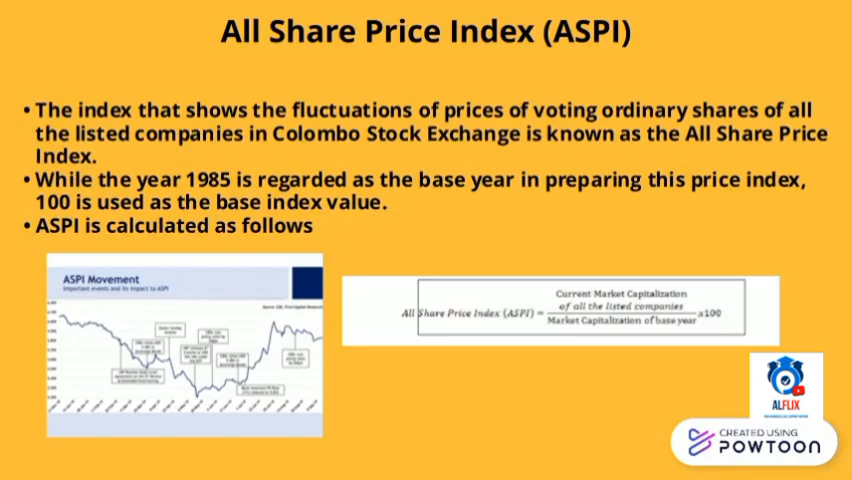 All Share Price Index (ASPI)
• The index that shows the fluctuations of prices of voting ordinary shares of all
the listed companies in Colombo Stock Exchange is known as the All Share Price
Index.
• While the year 1985 is regarded as the base year in preparing this price index,
100 is used as the base index value.
• ASPI is calculated as follows
ASPI Movement
Important events and its impact to ASPI
Current Market Capitalization
of all the listed companies
All Share Price Index (ASPI) = x100
Market Capitalization of base year
ALFLIX
CREATED USING
POWTOON